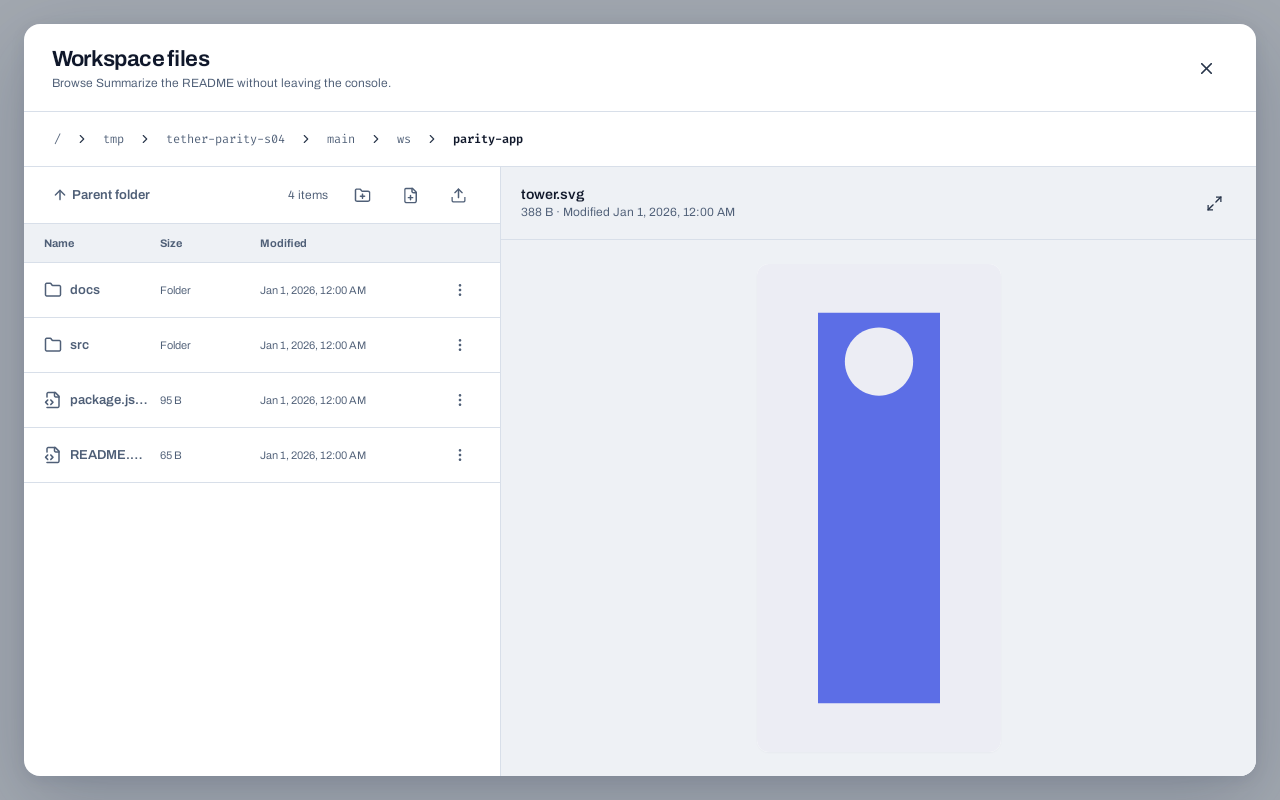 Workspace files
Browse Summarize the README without leaving the console.
/ tmp tether-parity-s04 main ws parity-app
Parent folder 4 items
Name Size Modified
docs Folder Jan 1, 2026, 12:00 AM
src Folder Jan 1, 2026, 12:00 AM
package.js... 95 B Jan 1, 2026, 12:00 AM
README.... 65 B Jan 1, 2026, 12:00 AM
tower.svg
388 B · Modified Jan 1, 2026, 12:00 AM